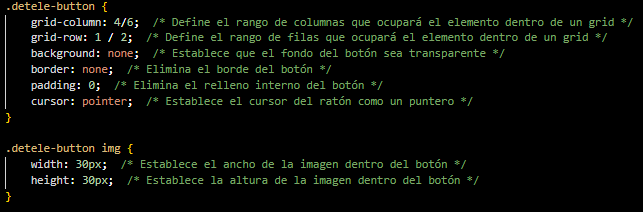 .detele-button {
grid-column: 4/6; /* Define el rango de columnas que ocupará el elemento dentro de un grid */
grid-row: 1 / 2; /* Define el rango de filas que ocupará el elemento dentro de un grid */
background: none; /* Establece que el fondo del botón sea transparente */
border: none; /* Elimina el borde del botón */
padding: 0; /* Elimina el relleno interno del botón */
cursor: pointer; /* Establece el cursor del ratón como un puntero */
}
.detele-button img {
width: 30px; /* Establece el ancho de la imagen dentro del botón */
height: 30px; /* Establece la altura de la imagen dentro del botón */
}